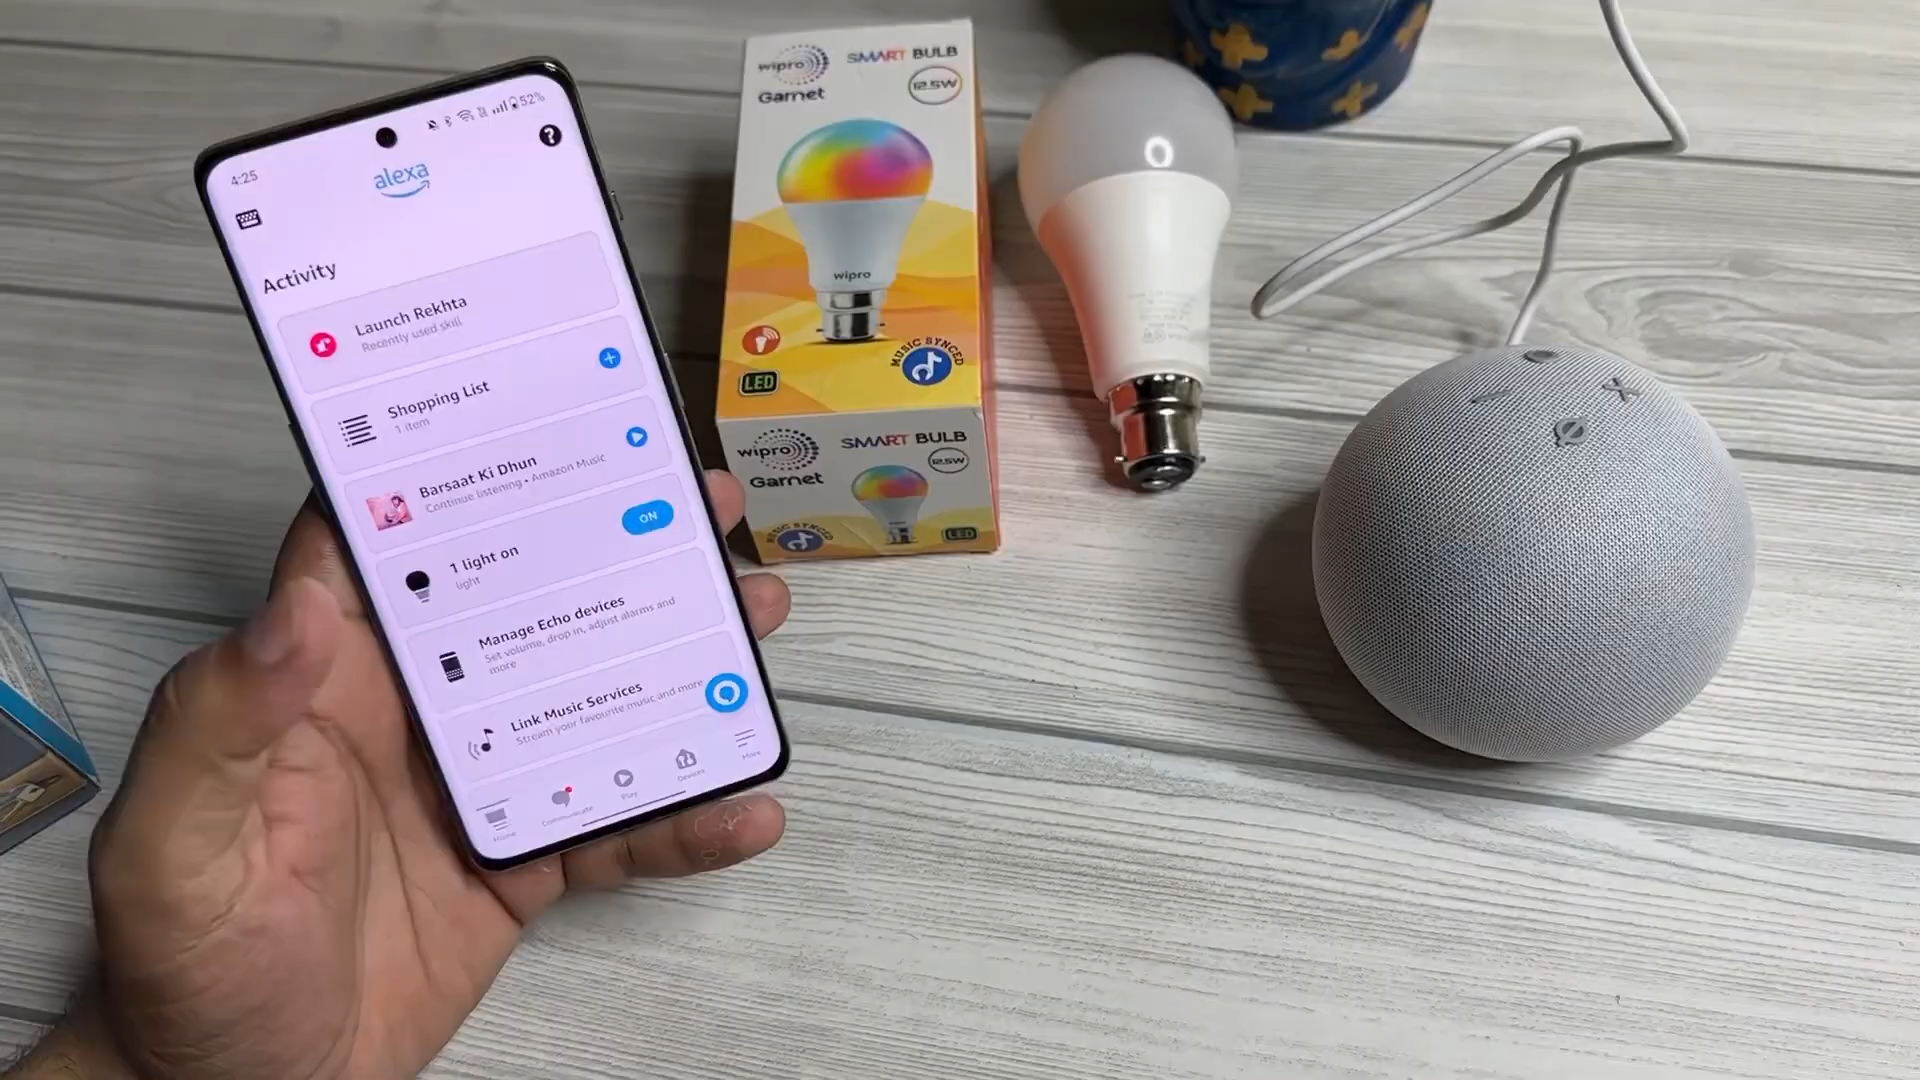 4:25
52%
?
alexa
Activity
Launch Rekhta
Recently used skill
Shopping List
1 item
Barsaat Ki Dhun
Continue listening • Amazon Music
1 light on
light
ON
Manage Echo devices
Set volume, drop in, adjust alarms and
more
Link Music Services
Stream your favourite music and more
Home
Communicate
Play
Devices
More
wipro
Garnet
SMART BULB
12.5W
wipro
LED
MUSIC SYNCED
wipro
Garnet
SMART BULB
12.5W
MUSIC SYNCED
LED